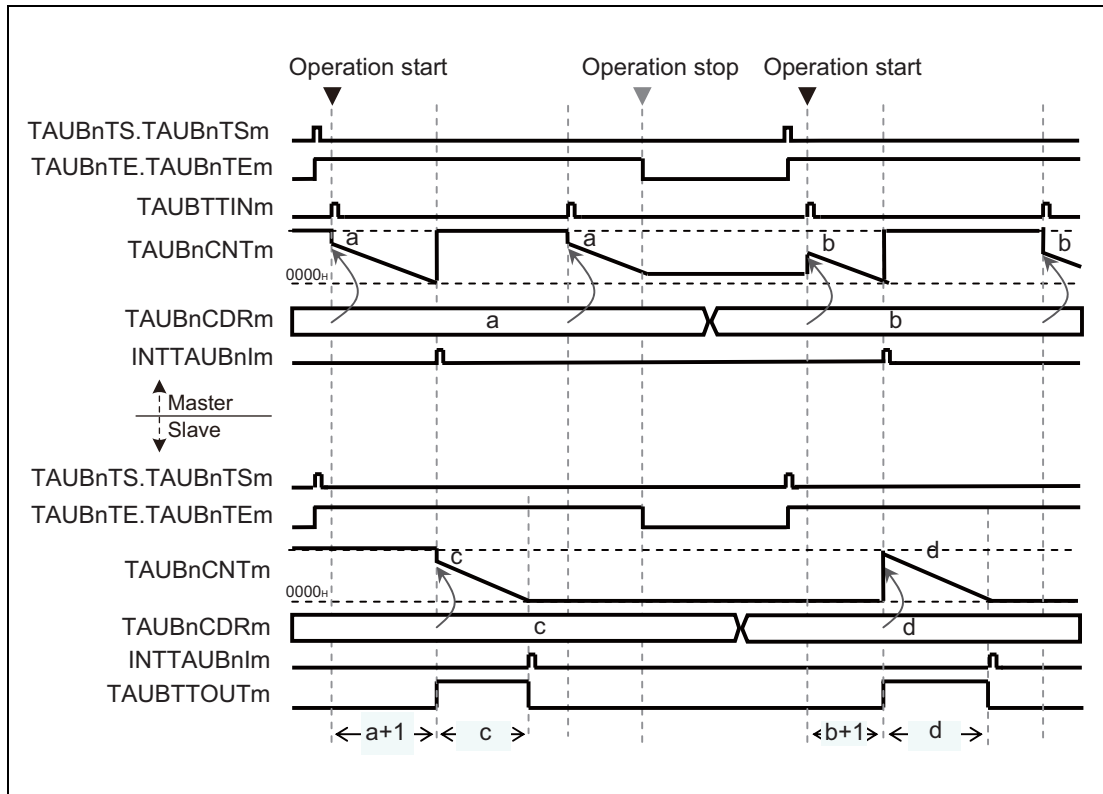 Operation start Operation stop Operation start
TAUBnTS.TAUBnTSm
TAUBnTE.TAUBnTEm
TAUBTTINm
TAUBnCNTm a a b b
0000H
TAUBnCDRm a b
INTTAUBnIm
Master
Slave
TAUBnTS.TAUBnTSm
TAUBnTE.TAUBnTEm
TAUBnCNTm c d
0000H
TAUBnCDRm c d
INTTAUBnIm
TAUBTTOUTm
a+1 c b+1 d